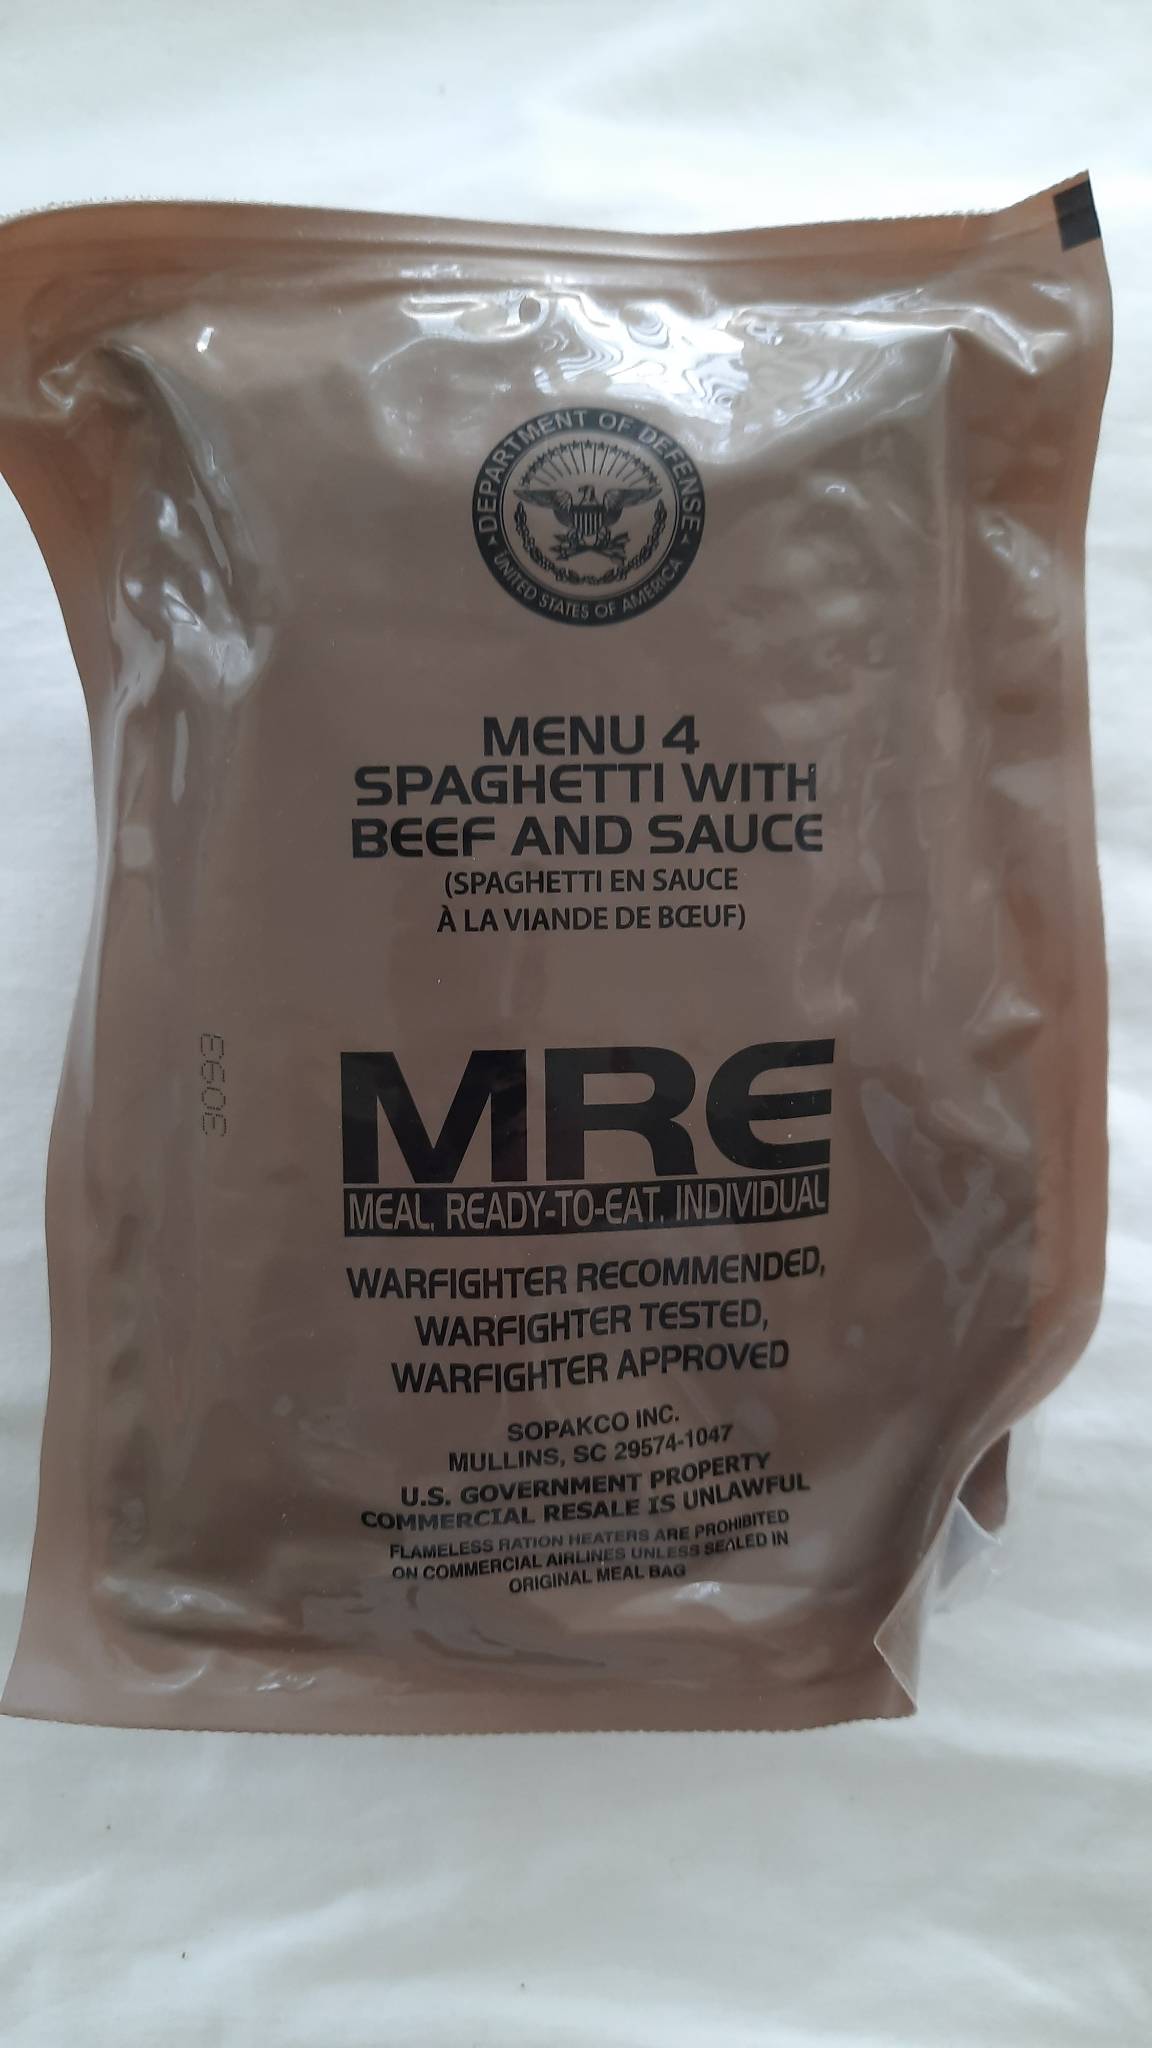 DEPARTMENT OF DEFENSE
UNITED STATES OF AMERICA
MENU 4
SPAGHETTI WITH
BEEF AND SAUCE
(SPAGHETTI EN SAUCE
À LA VIANDE DE BŒUF)
3093
MRE
MEAL, READY-TO-EAT, INDIVIDUAL
WARFIGHTER RECOMMENDED,
WARFIGHTER TESTED,
WARFIGHTER APPROVED
SOPAKCO INC.
MULLINS, SC 29574-1047
U.S. GOVERNMENT PROPERTY
COMMERCIAL RESALE IS UNLAWFUL
FLAMELESS RATION HEATERS ARE PROHIBITED
ON COMMERCIAL AIRLINES UNLESS SEALED IN
ORIGINAL MEAL BAG